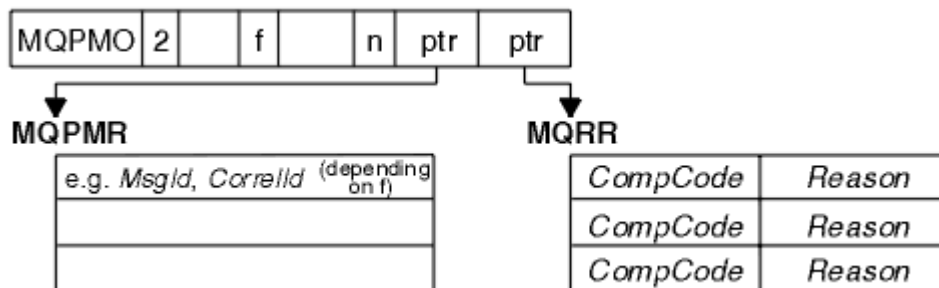 MQPMO 2 f n ptr ptr
MQPMR MQRR
e.g. MsgId, CorrelId (depending on f) CompCode Reason
CompCode Reason
CompCode Reason